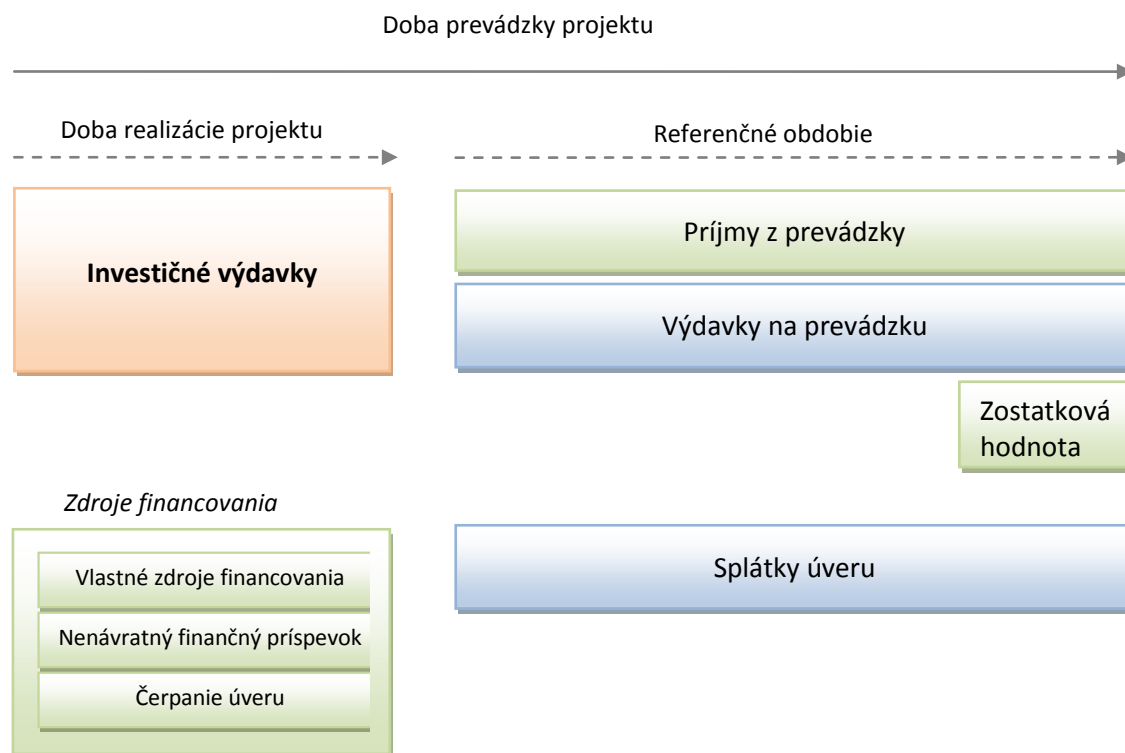 Doba prevádzky projektu
Doba realizácie projektu
Referenčné obdobie
Investičné výdavky
Príjmy z prevádzky
Výdavky na prevádzku
Zostatková
hodnota
Zdroje financovania
Vlastné zdroje financovania
Nenávratný finančný príspevok
Čerpanie úveru
Splátky úveru